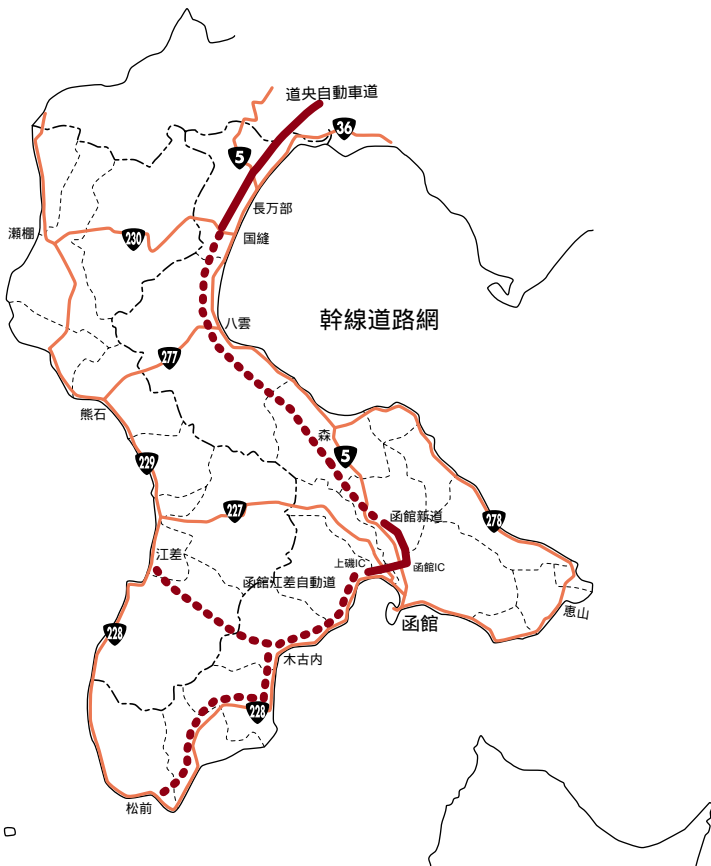 道央自動車道
36
5
長万部
瀬棚
230
国縫
幹線道路網
八雲
277
熊石
森
5
229
227
函館新道
278
江差
上磯IC
函館IC
函館江差自動道
恵山
函館
228
木古内
228
松前